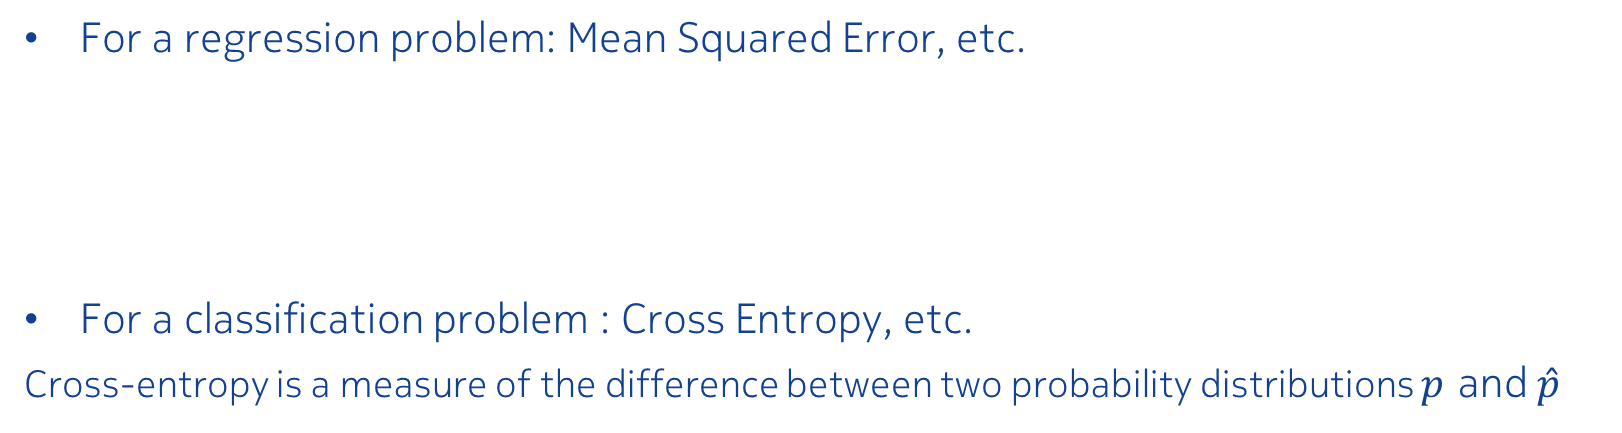 • For a regression problem: Mean Squared Error, etc.
• For a classification problem : Cross Entropy, etc.
Cross-entropy is a measure of the difference between two probability distributions p and p̂